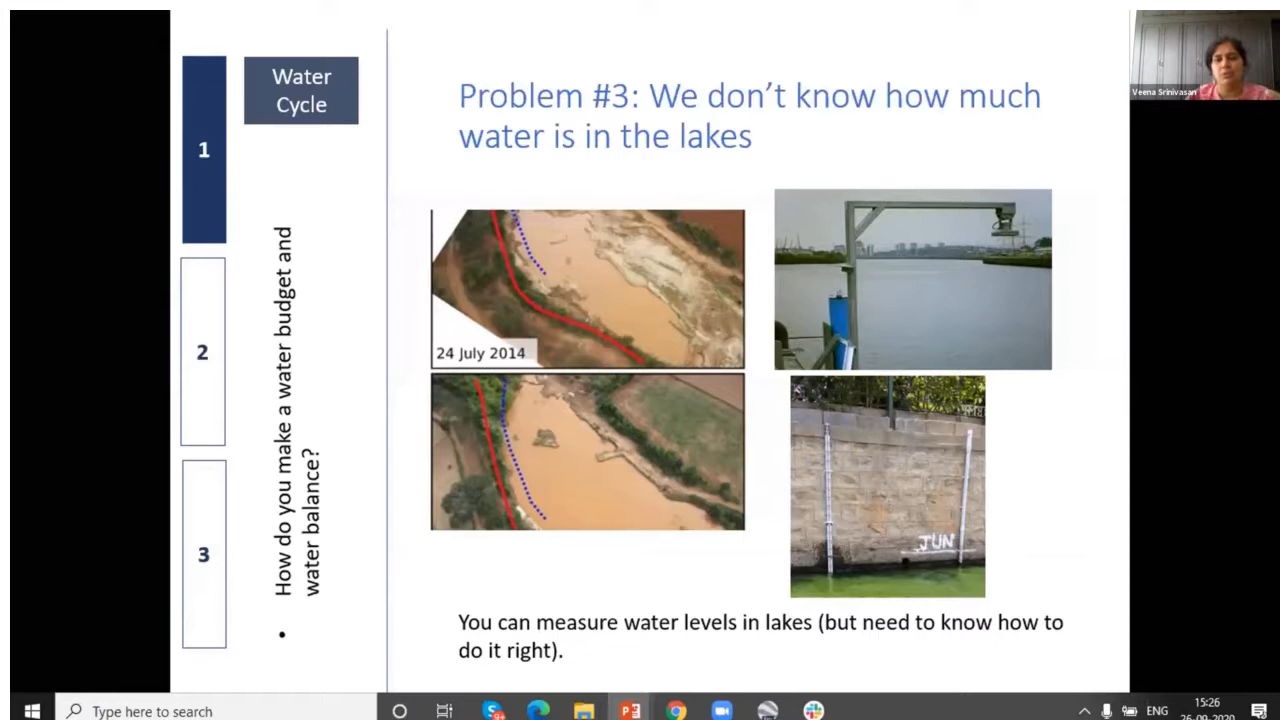 Water
Cycle
1
2
3
How do you make a water budget and
water balance?
Problem #3: We don't know how much
water is in the lakes
24 July 2014
JUN
You can measure water levels in lakes (but need to know how to
do it right).
Veena Srinivasan
Type here to search
ENG
15:26
26-09-2020